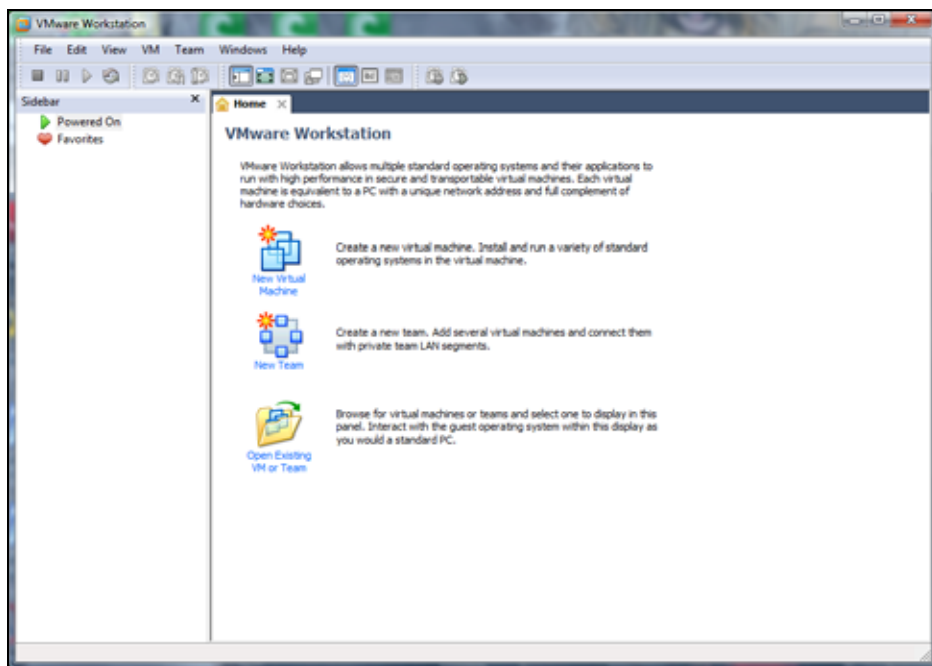 VMware Workstation
File Edit View VM Team Windows Help
Sidebar
Powered On
Favorites
Home
VMware Workstation
VMware Workstation allows multiple standard operating systems and their applications to
run with high performance in secure and transportable virtual machines. Each virtual
machine is equivalent to a PC with a unique network address and full complement of
hardware choices.
New Virtual
Machine
Create a new virtual machine. Install and run a variety of standard
operating systems in the virtual machine.
New Team
Create a new team. Add several virtual machines and connect them
with private team LAN segments.
Open Existing
VM or Team
Browse for virtual machines or teams and select one to display in this
panel. Interact with the guest operating system within this display as
you would a standard PC.